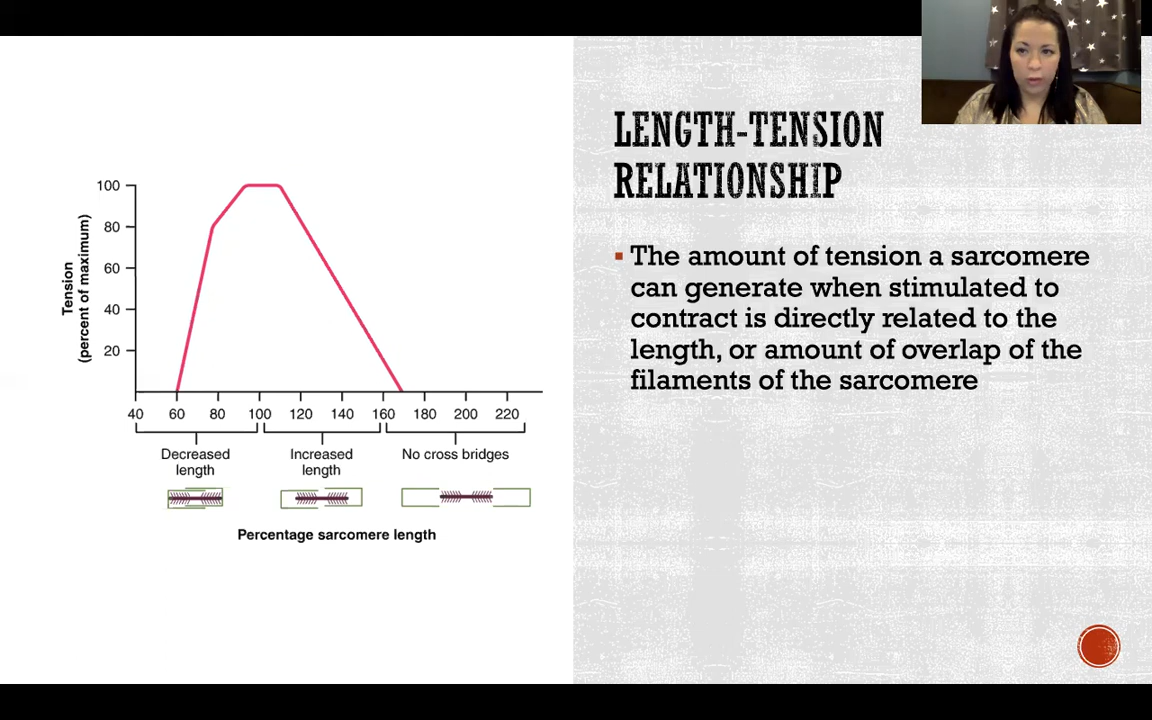 LENGTH-TENSION
RELATIONSHIP
▪ The amount of tension a sarcomere
can generate when stimulated to
contract is directly related to the
length, or amount of overlap of the
filaments of the sarcomere
Tension
(percent of maximum)
100
80
60
40
20
40 60 80 100 120 140 160 180 200 220
Decreased
length
Increased
length
No cross bridges
Percentage sarcomere length